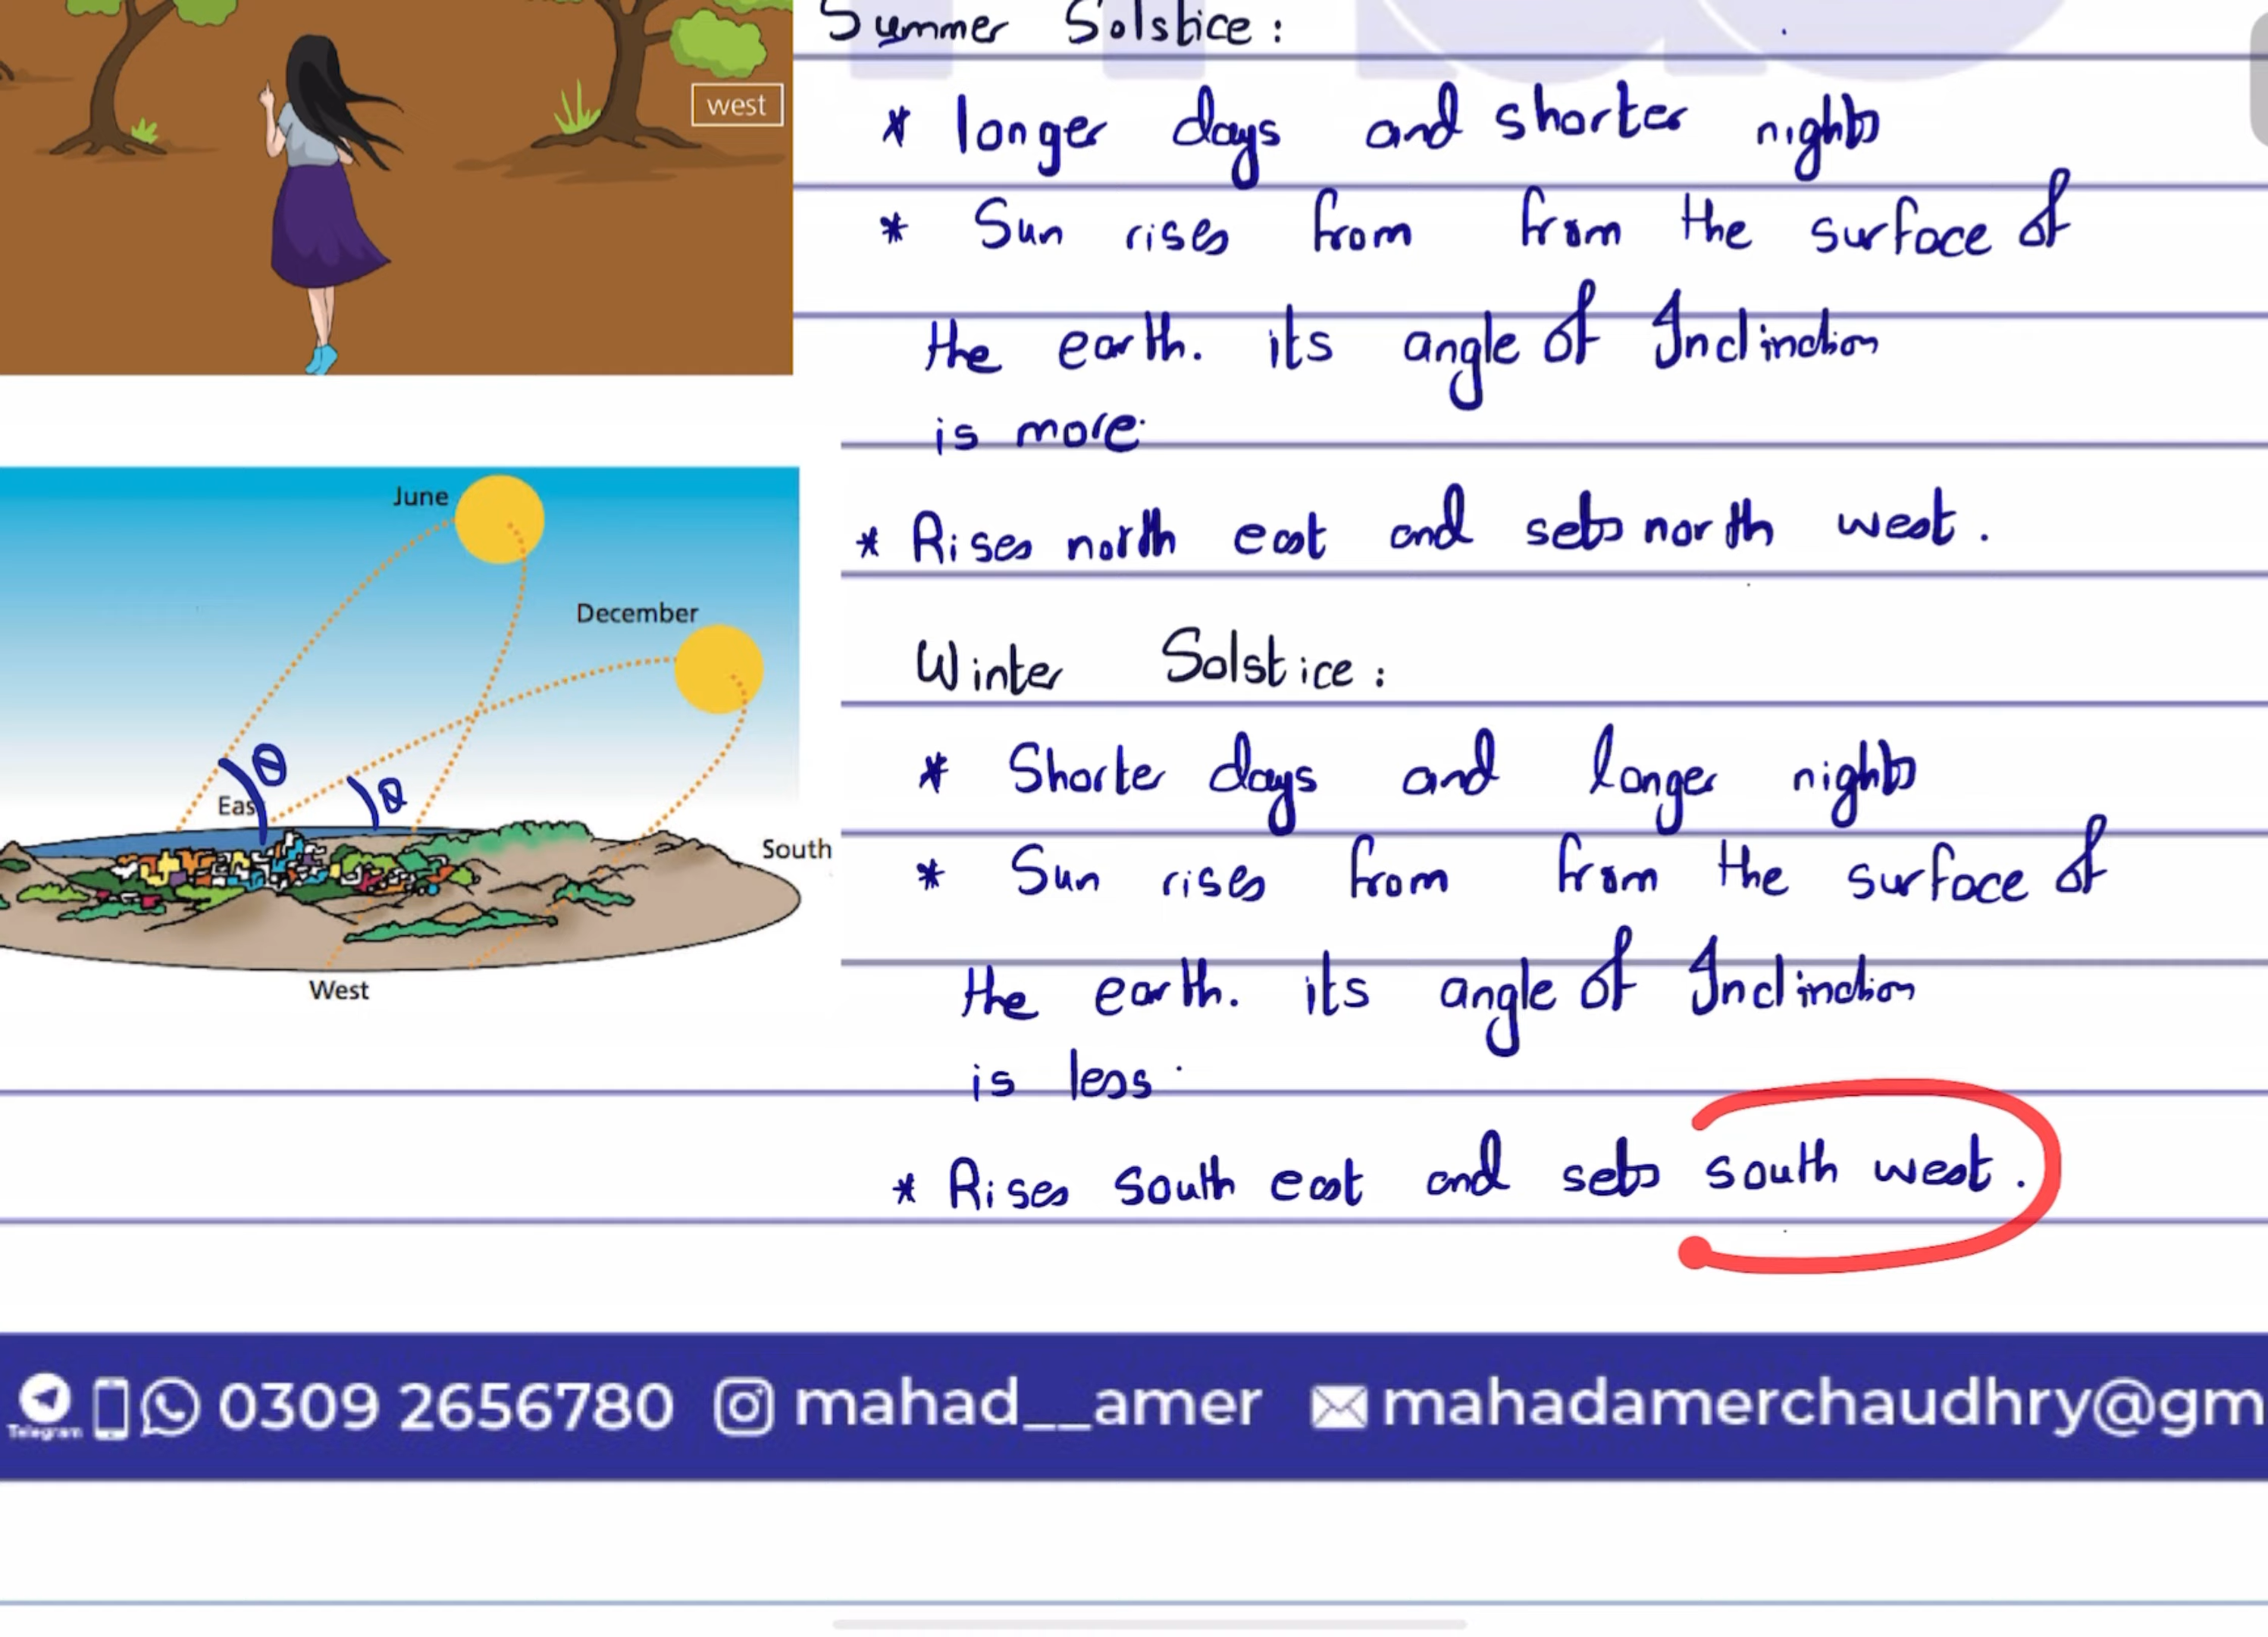 Summer Solstice :
west
* longer days and shorter nights
* Sun rises from from the surface of
the earth. its angle of Inclination
is more.
June
* Rises north east and sets north west.
December
Winter Solstice :
θ
θ
Eas
* Shorter days and longer nights
South
* Sun rises from from the surface of
West
the earth. its angle of Inclination
is less.
* Rises south east and sets south west.
Telegram 0309 2656780 mahad__amer mahadamerchaudhry@gm